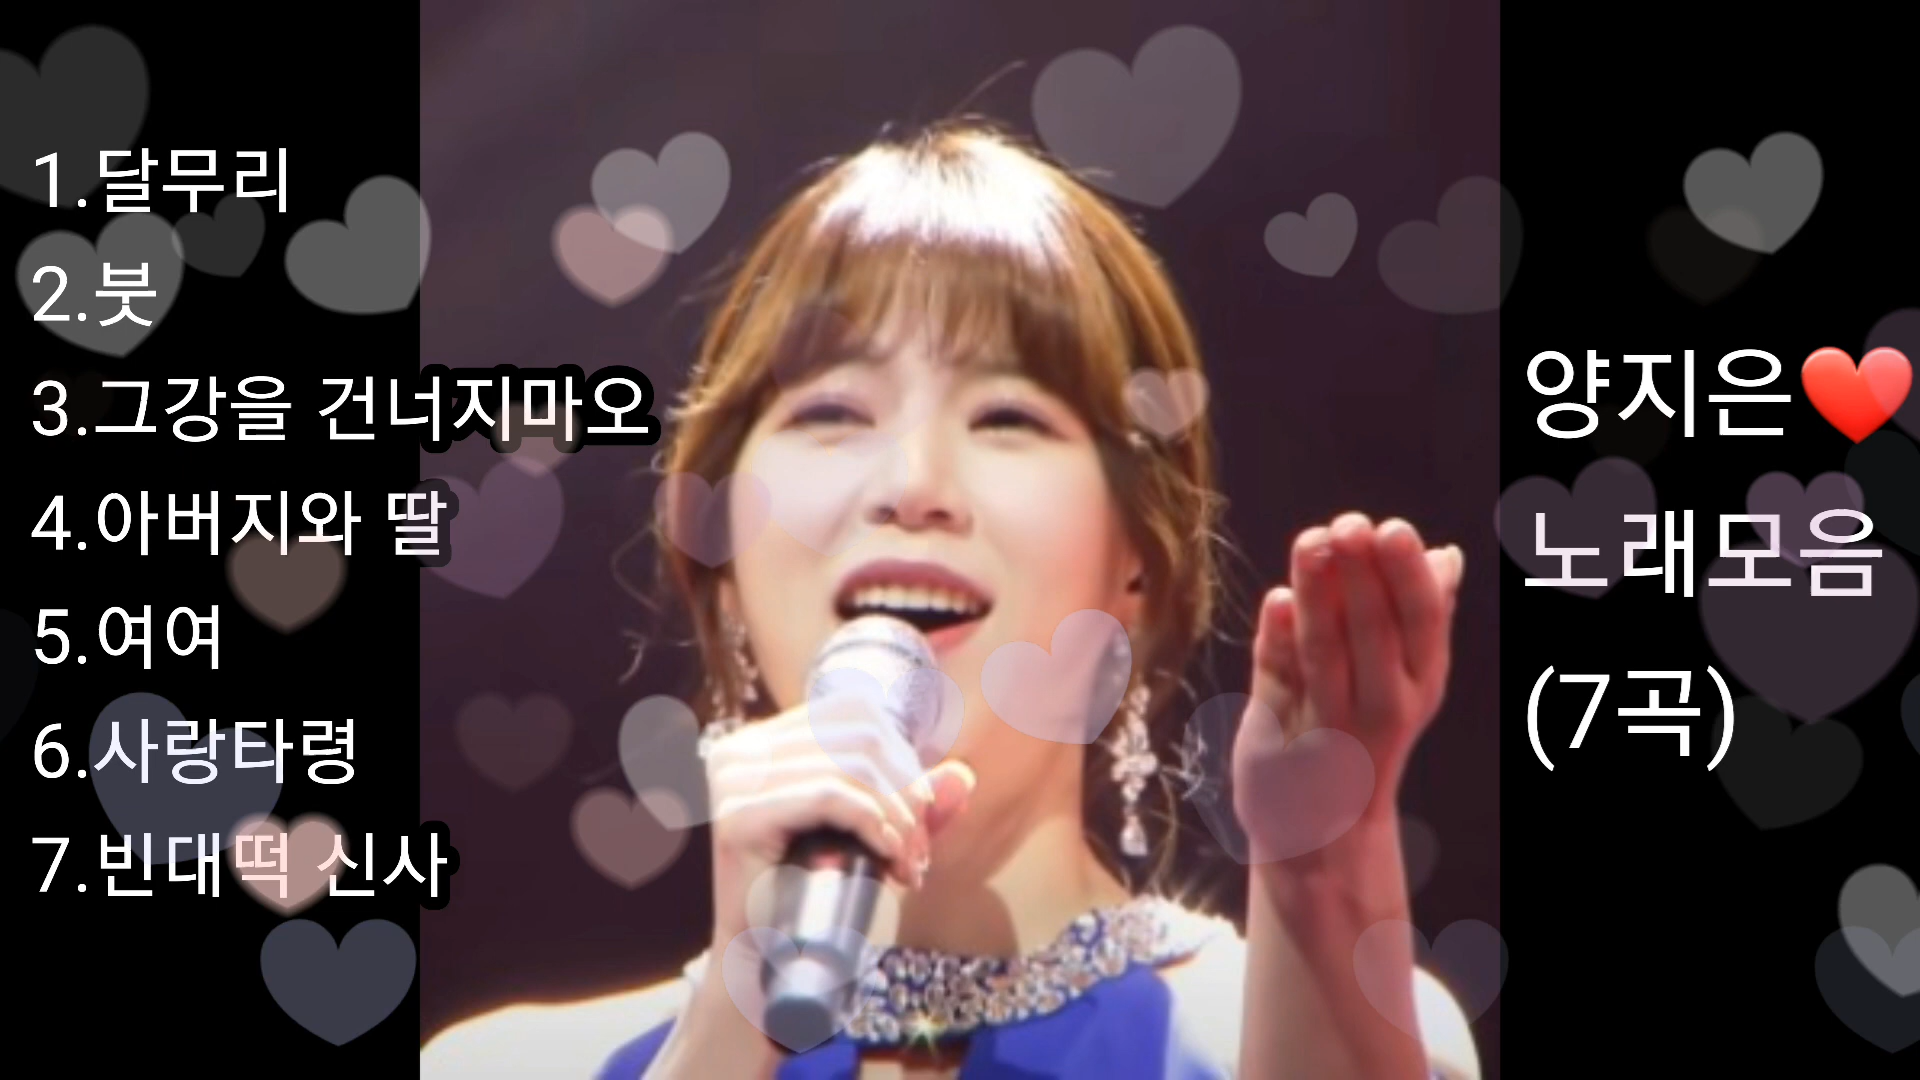 1.달무리
2.붓
3.그강을 건너지마오
4.아버지와 딸
5.여여
6.사랑타령
7.빈대떡 신사
양지은❤️
노래모음
(7곡)